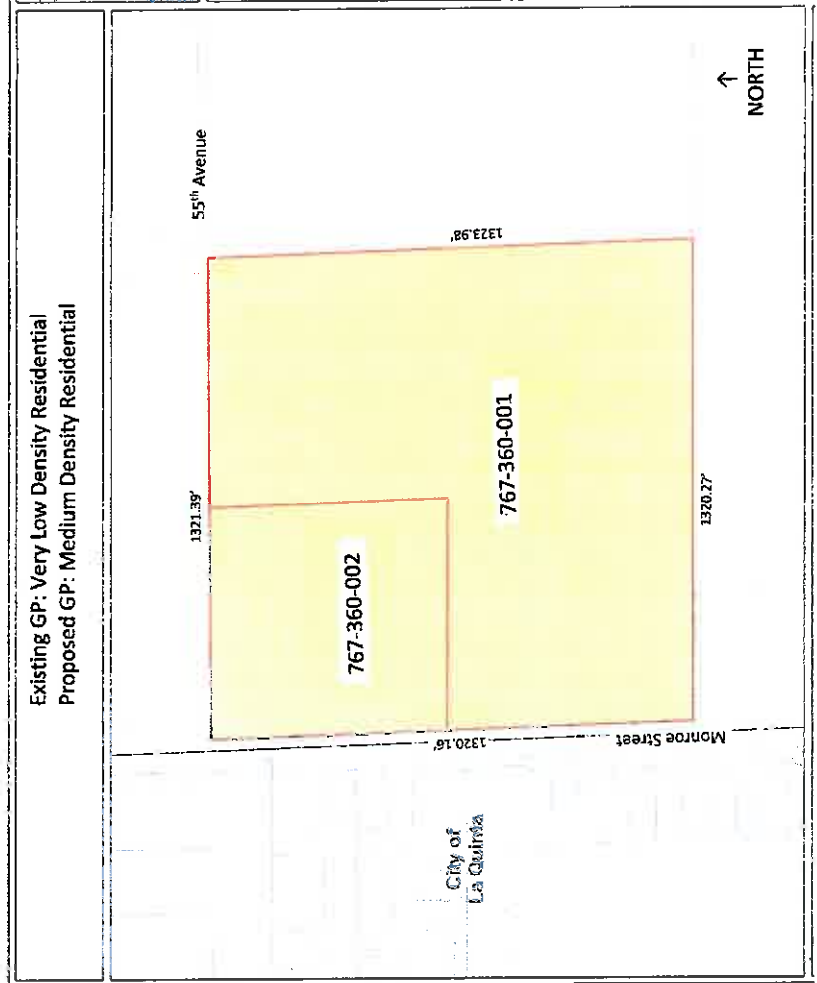 Existing GP: Very Low Density Residential
Proposed GP: Medium Density Residential
55th Avenue
1321.39'
767-360-002
767-360-001
1323.98'
1320.16'
Monroe Street
1320.27'
City of
La Quinta
↑
NORTH